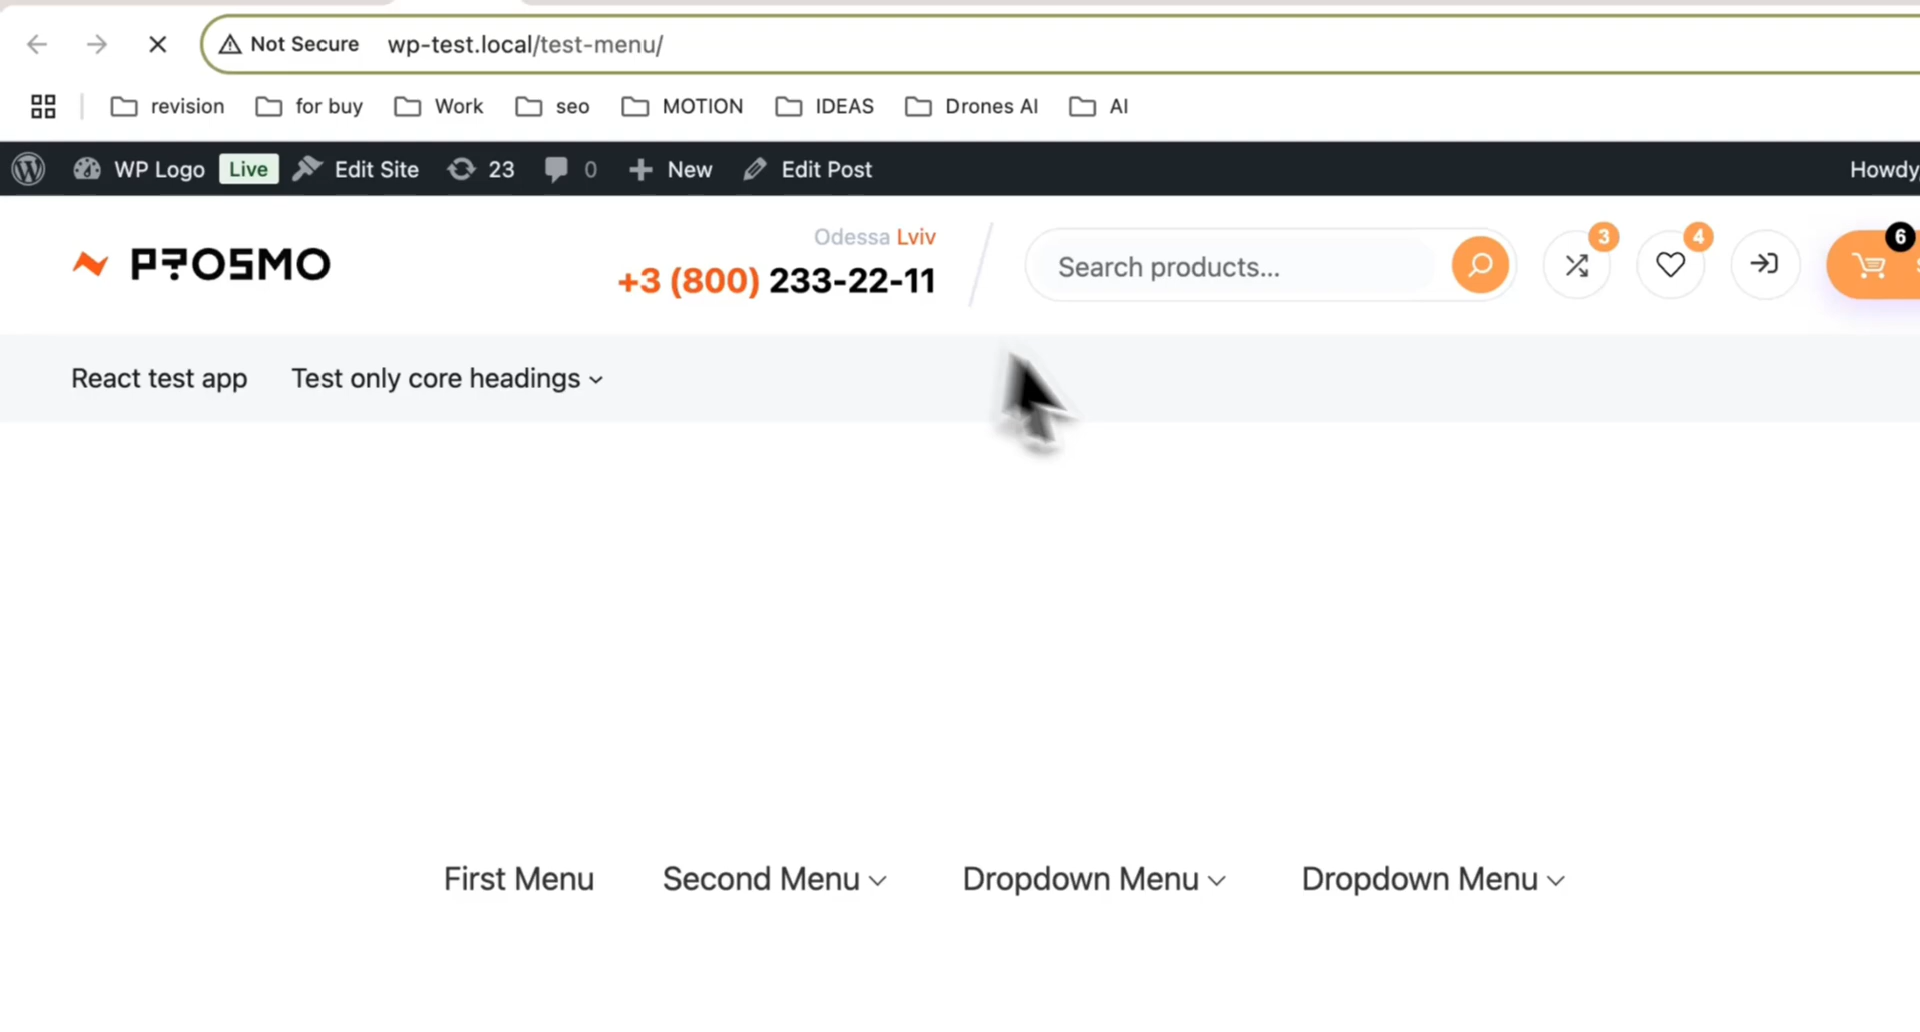 Not Secure wp-test.local/test-menu/
revision for buy Work seo MOTION IDEAS Drones AI AI
WP Logo Live Edit Site 23 0 New Edit Post Howdy,
PROSMO
Odessa Lviv
+3 (800) 233-22-11
Search products...
3
4
6
React test app Test only core headings
First Menu Second Menu Dropdown Menu Dropdown Menu